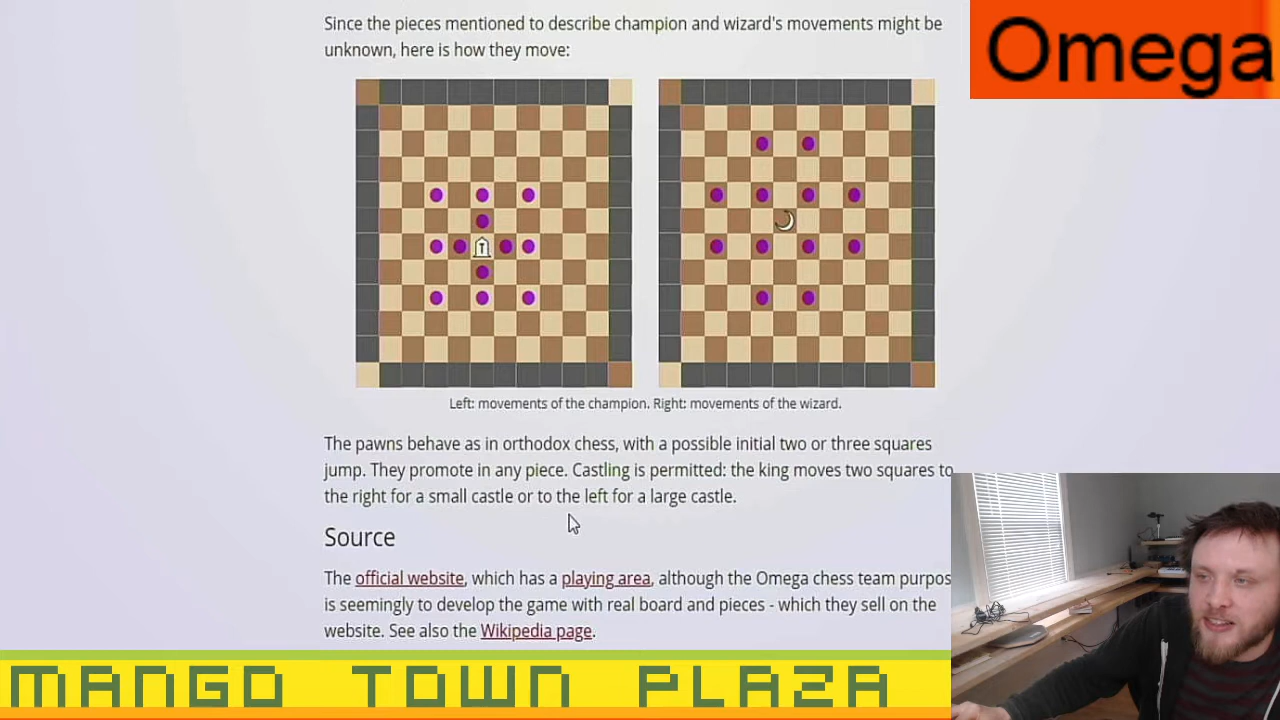 Since the pieces mentioned to describe champion and wizard's movements might be
unknown, here is how they move:
Omega
Left: movements of the champion. Right: movements of the wizard.
The pawns behave as in orthodox chess, with a possible initial two or three squares
jump. They promote in any piece. Castling is permitted: the king moves two squares to
the right for a small castle or to the left for a large castle.
Source
The official website, which has a playing area, although the Omega chess team purpos
is seemingly to develop the game with real board and pieces - which they sell on the
website. See also the Wikipedia page.
MANGO TOWN PLAZA